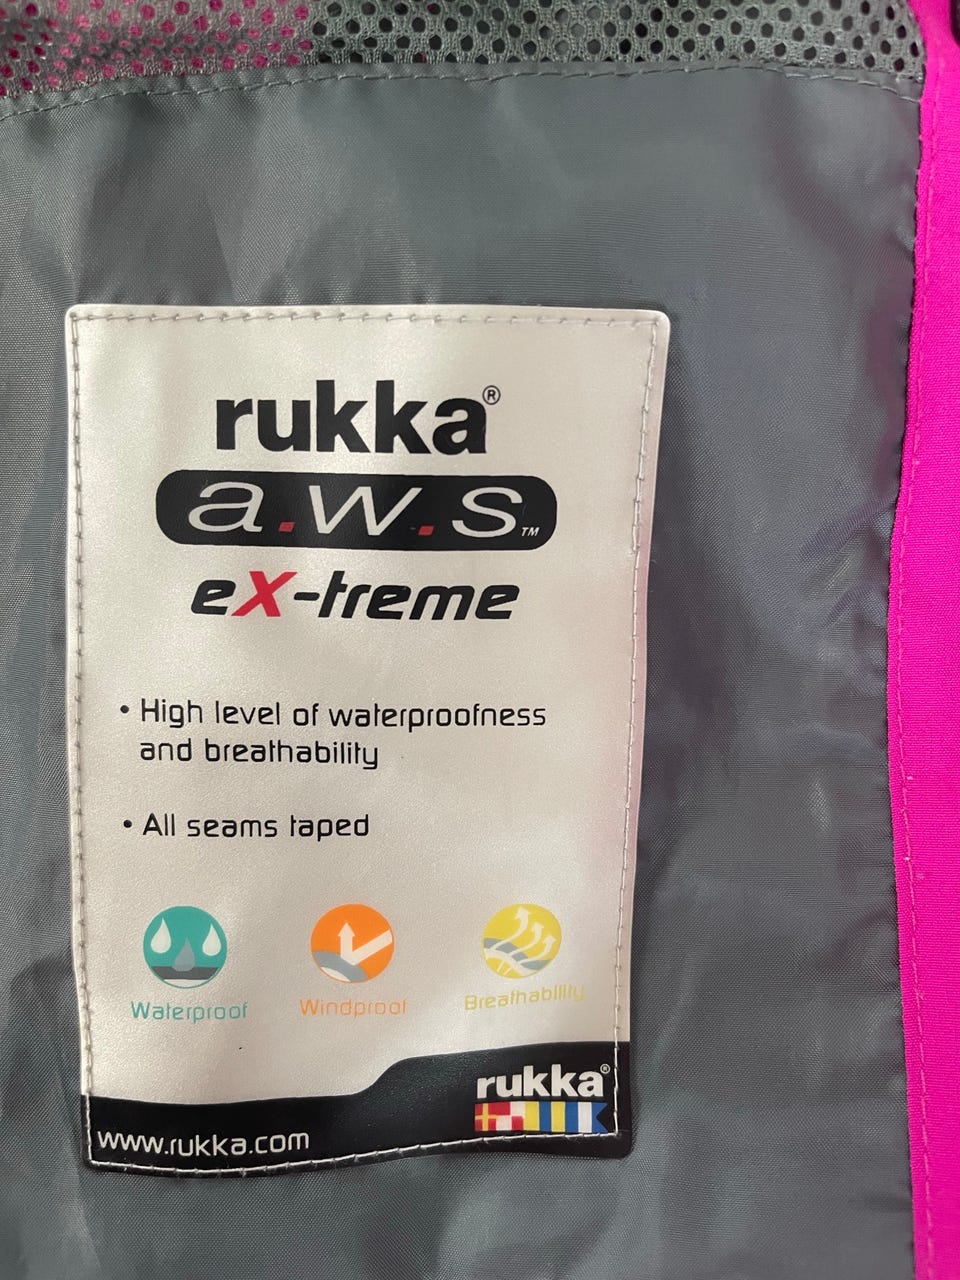 rukka®
a.w.s™
eX-treme
• High level of waterproofness
and breathability
• All seams taped
Waterproof Windproof Breathability
rukka®
www.rukka.com